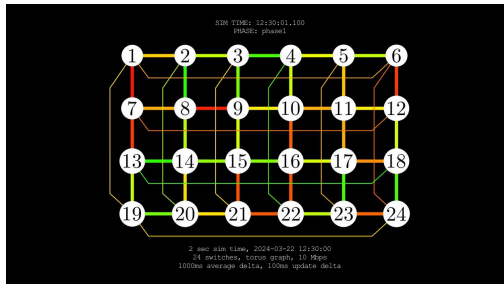 SIM TIME: 12:30:01.100
PHASE: phase1
1 2 3 4 5 6
7 8 9 10 11 12
13 14 15 16 17 18
19 20 21 22 23 24
2 sec sim time, 2024-03-22 12:30:00
24 switches, torus graph, 10 Mbps
1000ms average delta, 100ms update delta